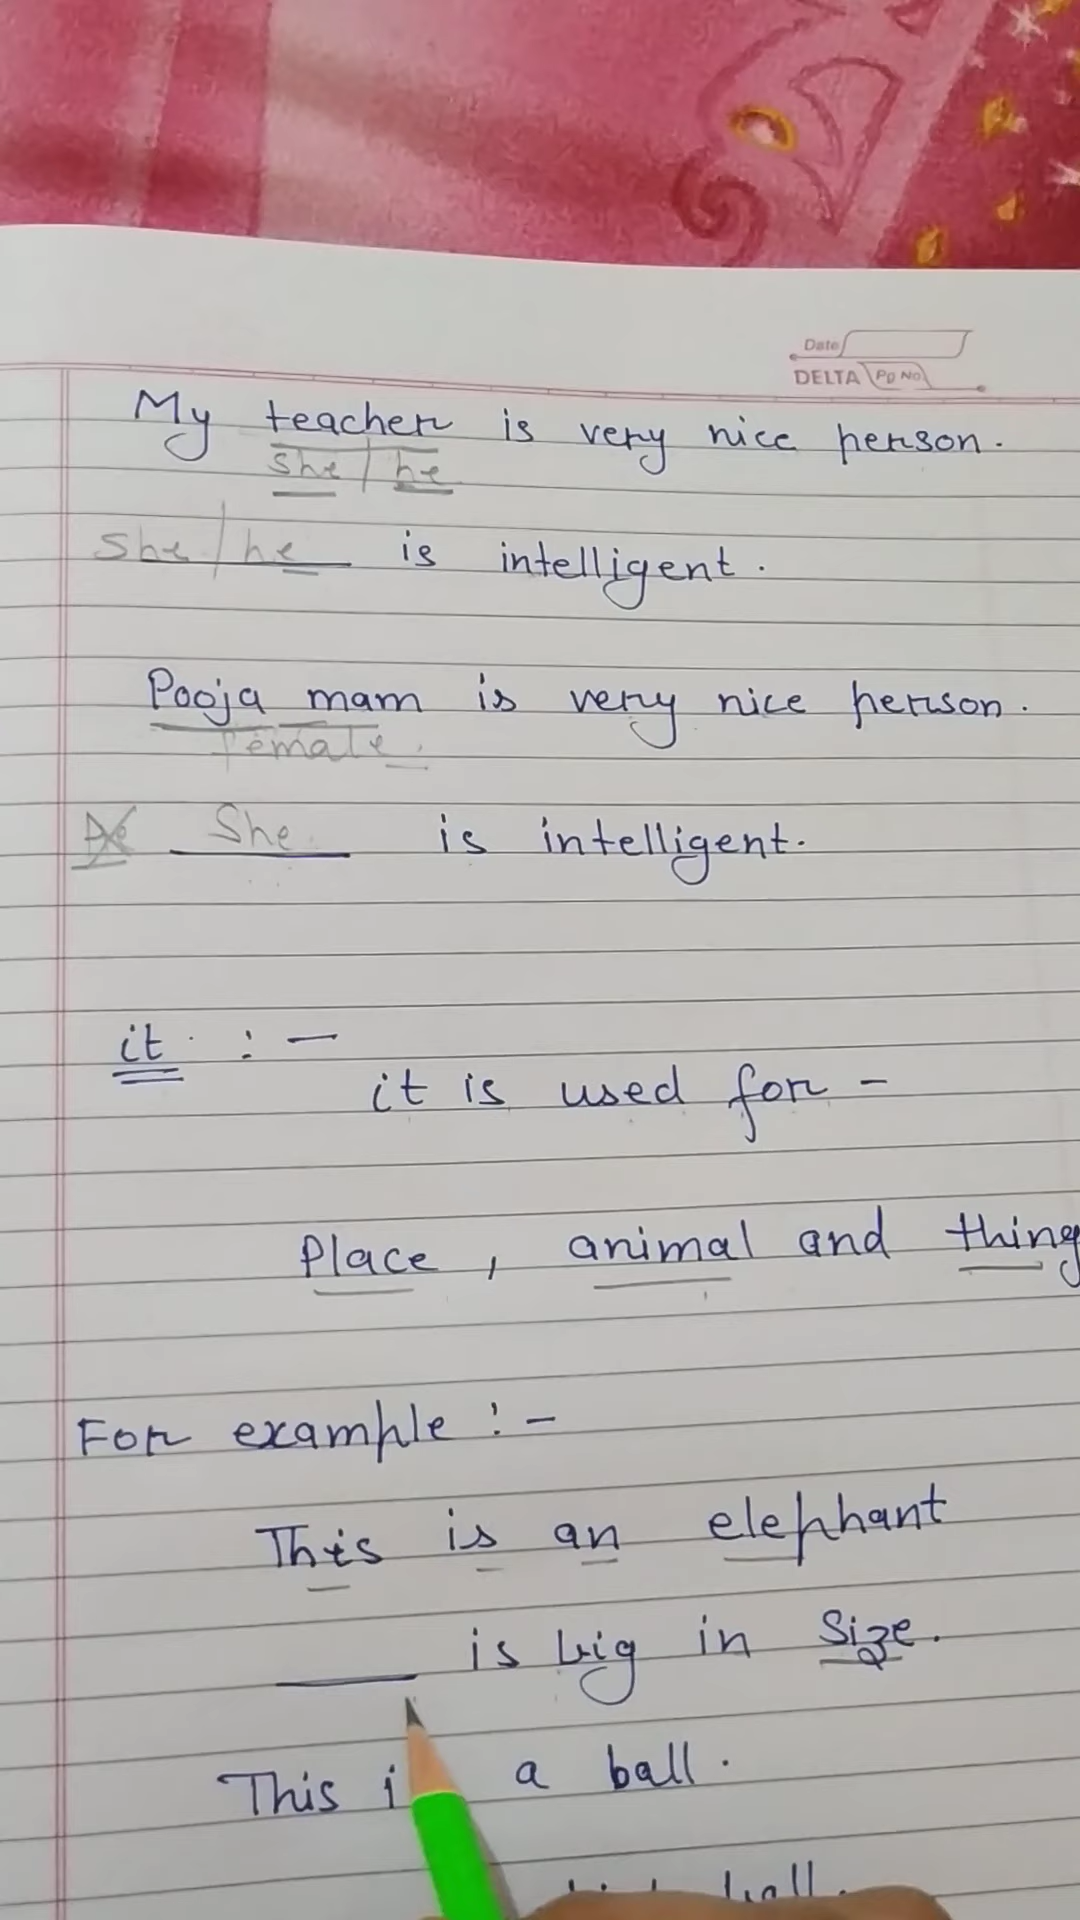 Date
DELTA Pg No
My teacher is very nice person.
she / he
she / he is intelligent.
Pooja mam is very nice person.
female.
She is intelligent.
it :-
it is used for -
Place, animal and thing
For example :-
This is an elephant
is big in size.
This i a ball.
ball.